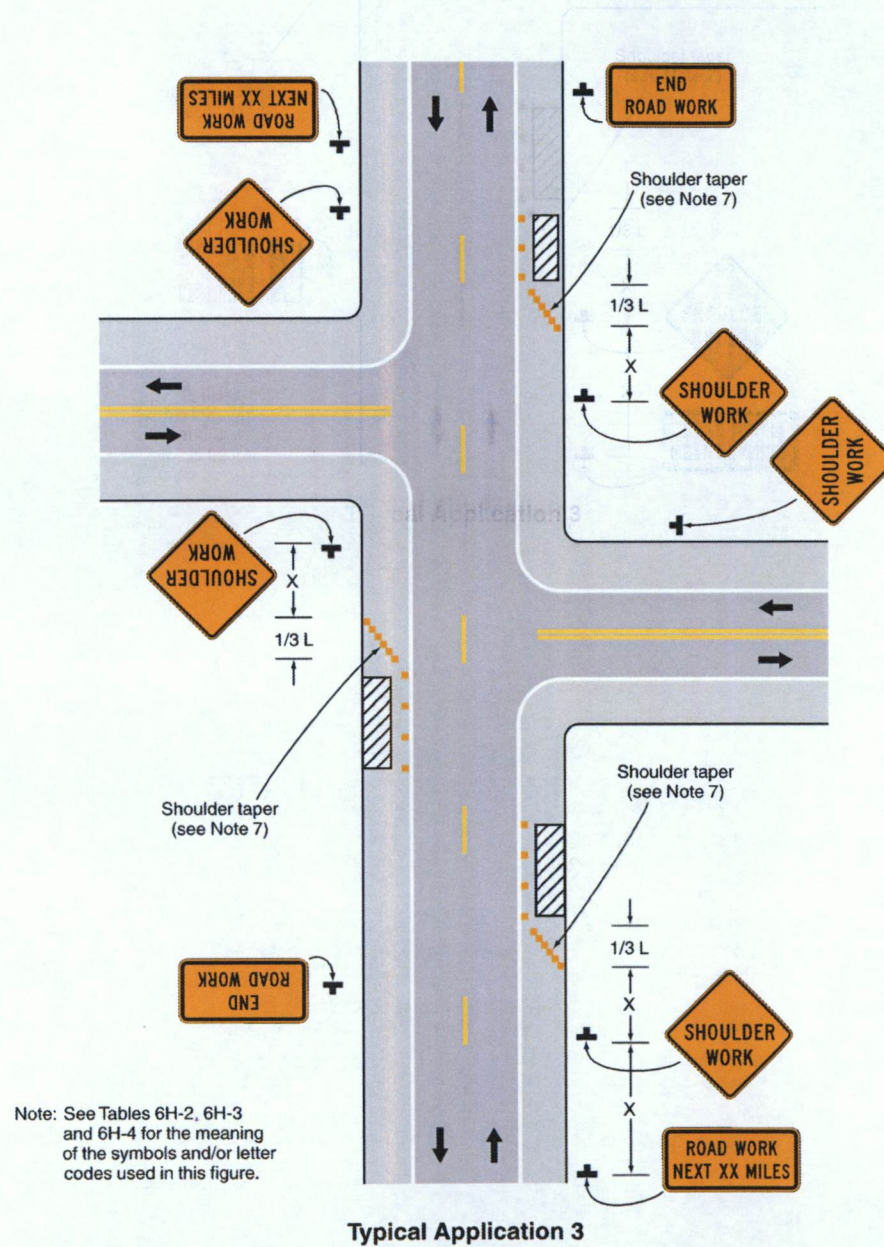 ROAD WORK
NEXT XX MILES
END
ROAD WORK
Shoulder taper
(see Note 7)
SHOULDER
WORK
1/3 L
X
SHOULDER
WORK
SHOULDER
WORK
SHOULDER
WORK
X
1/3 L
Shoulder taper
(see Note 7)
Shoulder taper
(see Note 7)
1/3 L
X
END
ROAD WORK
SHOULDER
WORK
X
ROAD WORK
NEXT XX MILES
Note: See Tables 6H-2, 6H-3
and 6H-4 for the meaning
of the symbols and/or letter
codes used in this figure.
Typical Application 3